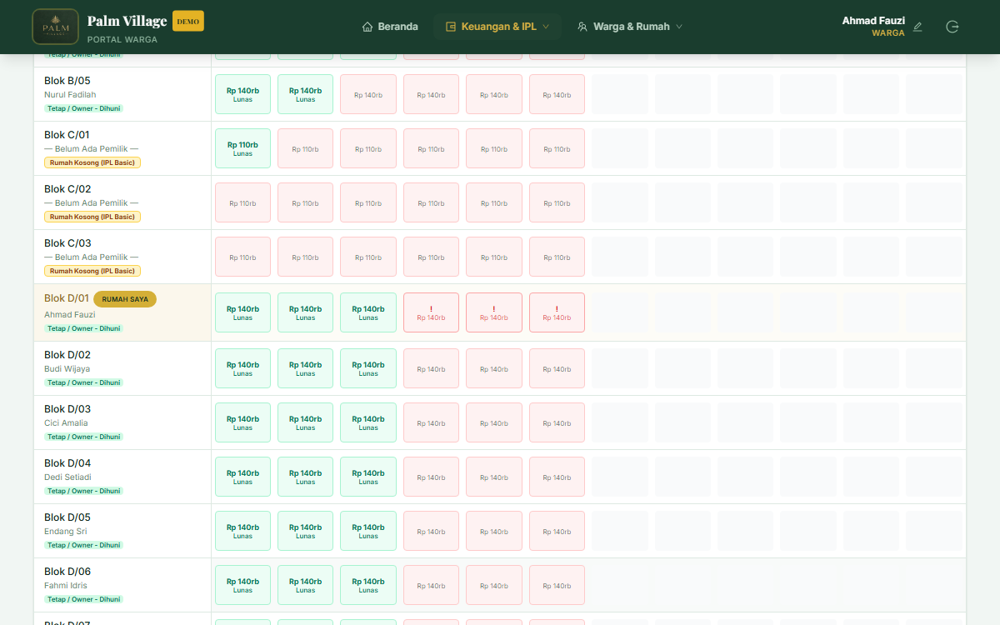 PALM
VILLAGE
Palm Village DEMO
PORTAL WARGA
Beranda
Keuangan & IPL
Warga & Rumah
Ahmad Fauzi
WARGA
Tetap / Owner - Dihuni
Blok B/05
Nurul Fadilah
Tetap / Owner - Dihuni
Rp 140rb Rp 140rb Rp 140rb Rp 140rb Rp 140rb Rp 140rb
Lunas Lunas
Blok C/01
— Belum Ada Pemilik —
Rumah Kosong (IPL Basic)
Rp 110rb Rp 110rb Rp 110rb Rp 110rb Rp 110rb Rp 110rb
Lunas
Blok C/02
— Belum Ada Pemilik —
Rumah Kosong (IPL Basic)
Rp 110rb Rp 110rb Rp 110rb Rp 110rb Rp 110rb Rp 110rb
Blok C/03
— Belum Ada Pemilik —
Rumah Kosong (IPL Basic)
Rp 110rb Rp 110rb Rp 110rb Rp 110rb Rp 110rb Rp 110rb
Blok D/01 RUMAH SAYA
Ahmad Fauzi
Tetap / Owner - Dihuni
Rp 140rb Rp 140rb Rp 140rb ! ! !
Lunas Lunas Lunas Rp 140rb Rp 140rb Rp 140rb
Blok D/02
Budi Wijaya
Tetap / Owner - Dihuni
Rp 140rb Rp 140rb Rp 140rb Rp 140rb Rp 140rb Rp 140rb
Lunas Lunas Lunas
Blok D/03
Cici Amalia
Tetap / Owner - Dihuni
Rp 140rb Rp 140rb Rp 140rb Rp 140rb Rp 140rb Rp 140rb
Lunas Lunas Lunas
Blok D/04
Dedi Setiadi
Tetap / Owner - Dihuni
Rp 140rb Rp 140rb Rp 140rb Rp 140rb Rp 140rb Rp 140rb
Lunas Lunas Lunas
Blok D/05
Endang Sri
Tetap / Owner - Dihuni
Rp 140rb Rp 140rb Rp 140rb Rp 140rb Rp 140rb Rp 140rb
Lunas Lunas Lunas
Blok D/06
Fahmi Idris
Tetap / Owner - Dihuni
Rp 140rb Rp 140rb Rp 140rb Rp 140rb Rp 140rb Rp 140rb
Lunas Lunas Lunas
Blok D/07